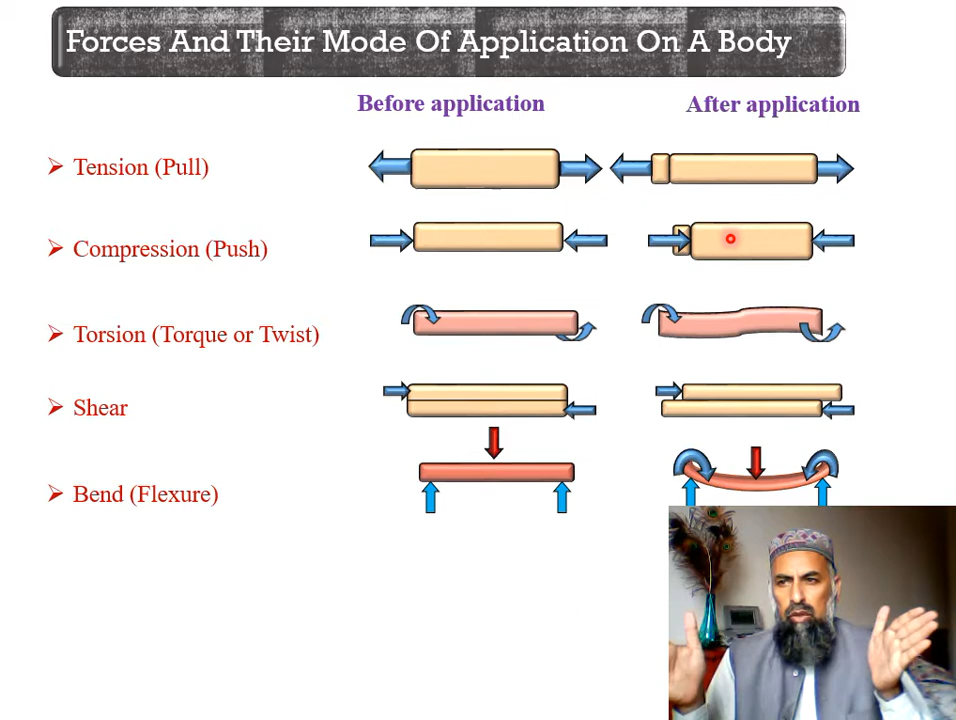 Forces And Their Mode Of Application On A Body
Before application
After application
➢ Tension (Pull)
➢ Compression (Push)
➢ Torsion (Torque or Twist)
➢ Shear
➢ Bend (Flexure)